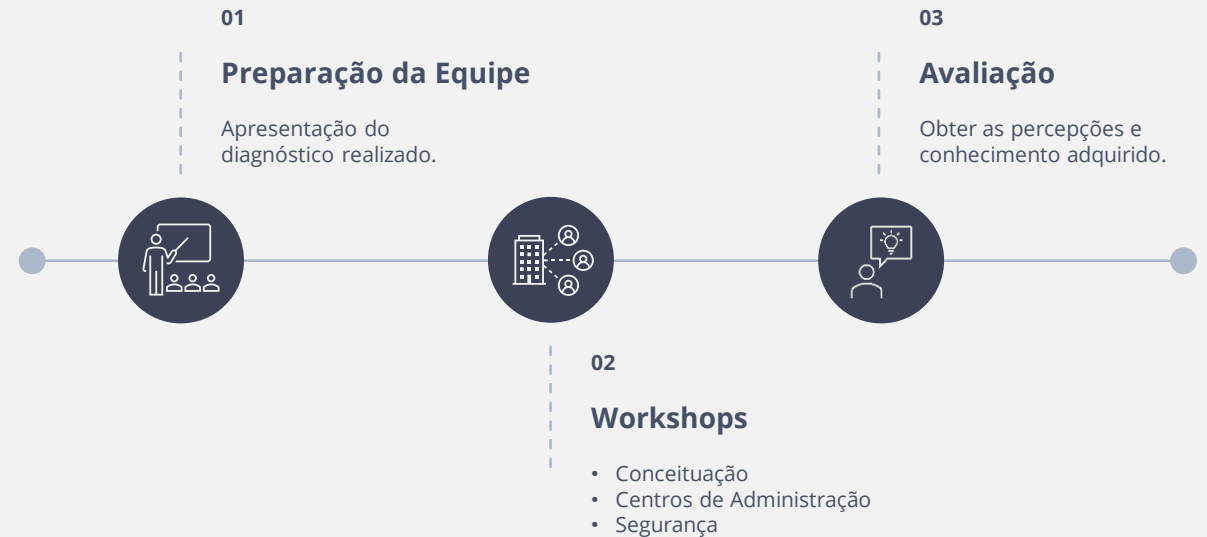 01
Preparação da Equipe
Apresentação do
diagnóstico realizado.
02
Workshops
• Conceituação
• Centros de Administração
• Segurança
03
Avaliação
Obter as percepções e
conhecimento adquirido.